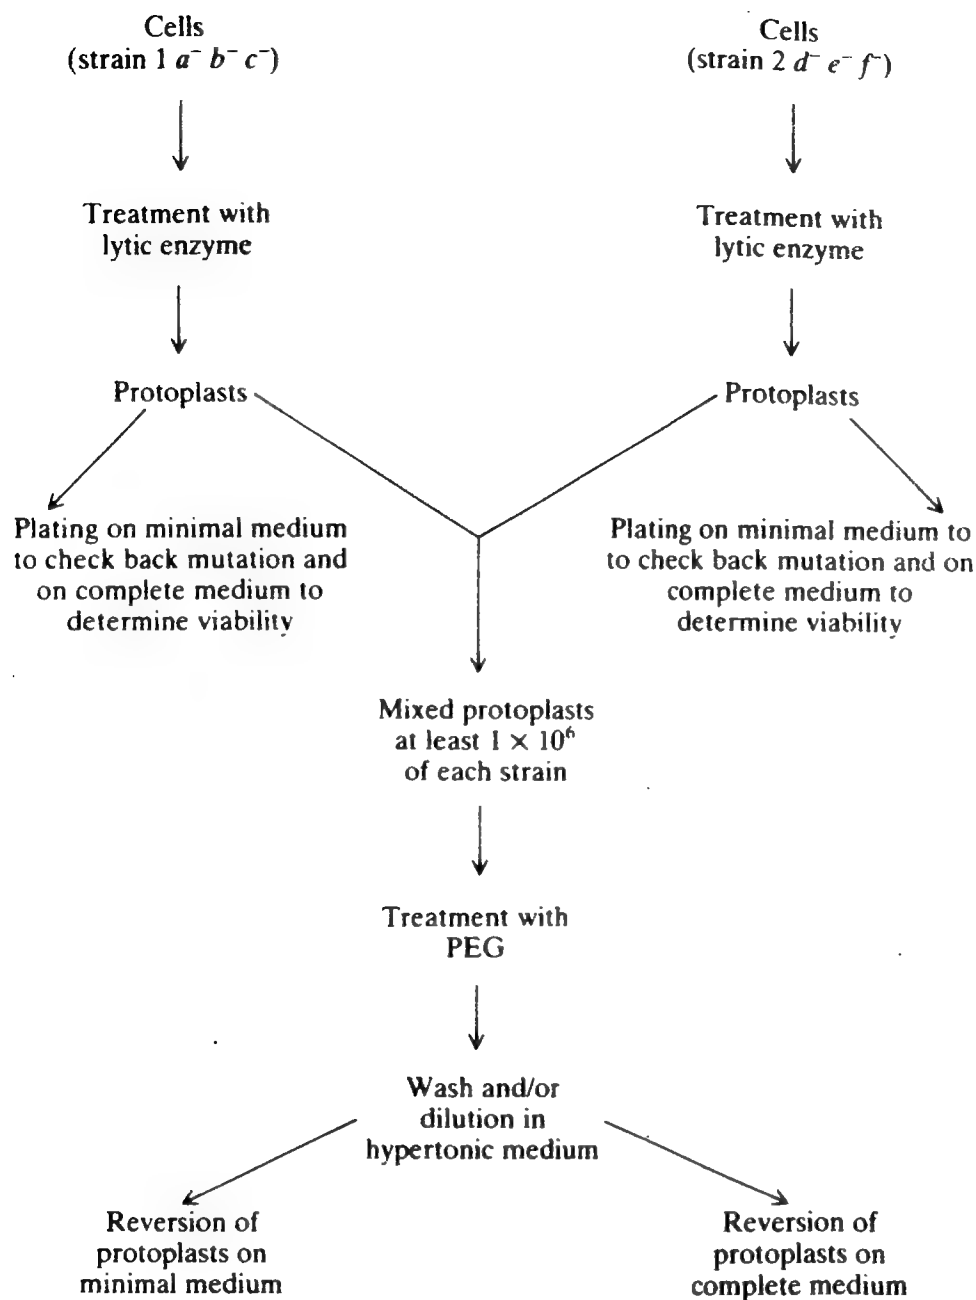 Cells
(strain 1 a⁻ b⁻ c⁻)
Cells
(strain 2 d⁻ e⁻ f⁻)
Treatment with
lytic enzyme
Treatment with
lytic enzyme
Protoplasts
Protoplasts
Plating on minimal medium
to check back mutation and
on complete medium to
determine viability
Plating on minimal medium to
to check back mutation and on
complete medium to
determine viability
Mixed protoplasts
at least 1 × 10⁶
of each strain
Treatment with
PEG
Wash and/or
dilution in
hypertonic medium
Reversion of
protoplasts on
minimal medium
Reversion of
protoplasts on
complete medium